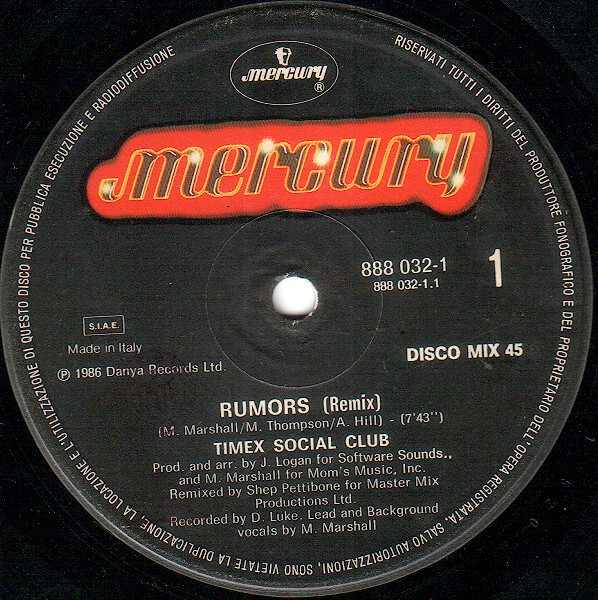 mercury
®
mercury
888 032-1
888 032-1.1
1
S.I.A.E.
Made in Italy
DISCO MIX 45
℗ 1986 Danya Records Ltd.
RUMORS (Remix)
(M. Marshall/M. Thompson/A. Hill) - (7'43'')
TIMEX SOCIAL CLUB
Prod. and arr. by J. Logan for Software Sounds.,
and M. Marshall for Mom's Music, Inc.
Remixed by Shep Pettibone for Master Mix
Productions Ltd.
Recorded by D. Luke. Lead and Background
vocals by M. Marshall
RISERVATI TUTTI I DIRITTI DEL PRODUTTORE FONOGRAFICO E DEL PROPRIETARIO DELL'OPERA REGISTRATA, SALVO AUTORIZZAZIONI, SONO VIETATE LA DUPLICAZIONE, LA LOCAZIONE E L'UTILIZZAZIONE DI QUESTO DISCO PER PUBBLICA ESECUZIONE E RADIODIFFUSIONE